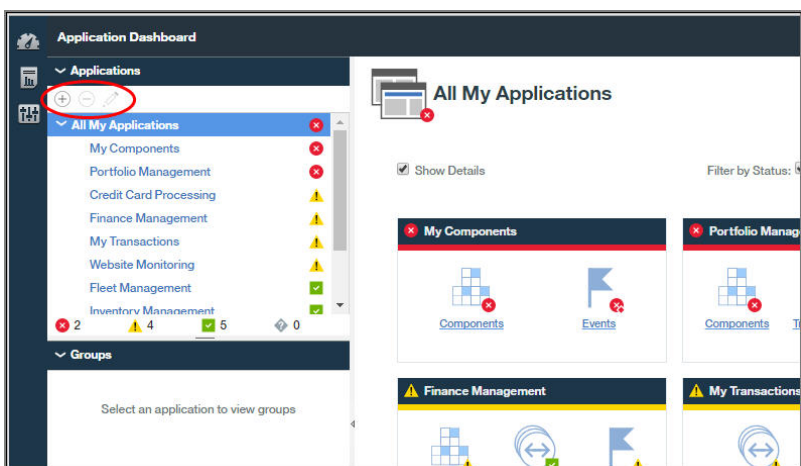 Application Dashboard
Applications
All My Applications
My Components
Portfolio Management
Credit Card Processing
Finance Management
My Transactions
Website Monitoring
Fleet Management
Inventory Management
2 4 5 0
Groups
Select an application to view groups
All My Applications
Show Details Filter by Status:
My Components Portfolio Manag
Components Events Components
Finance Management My Transactions